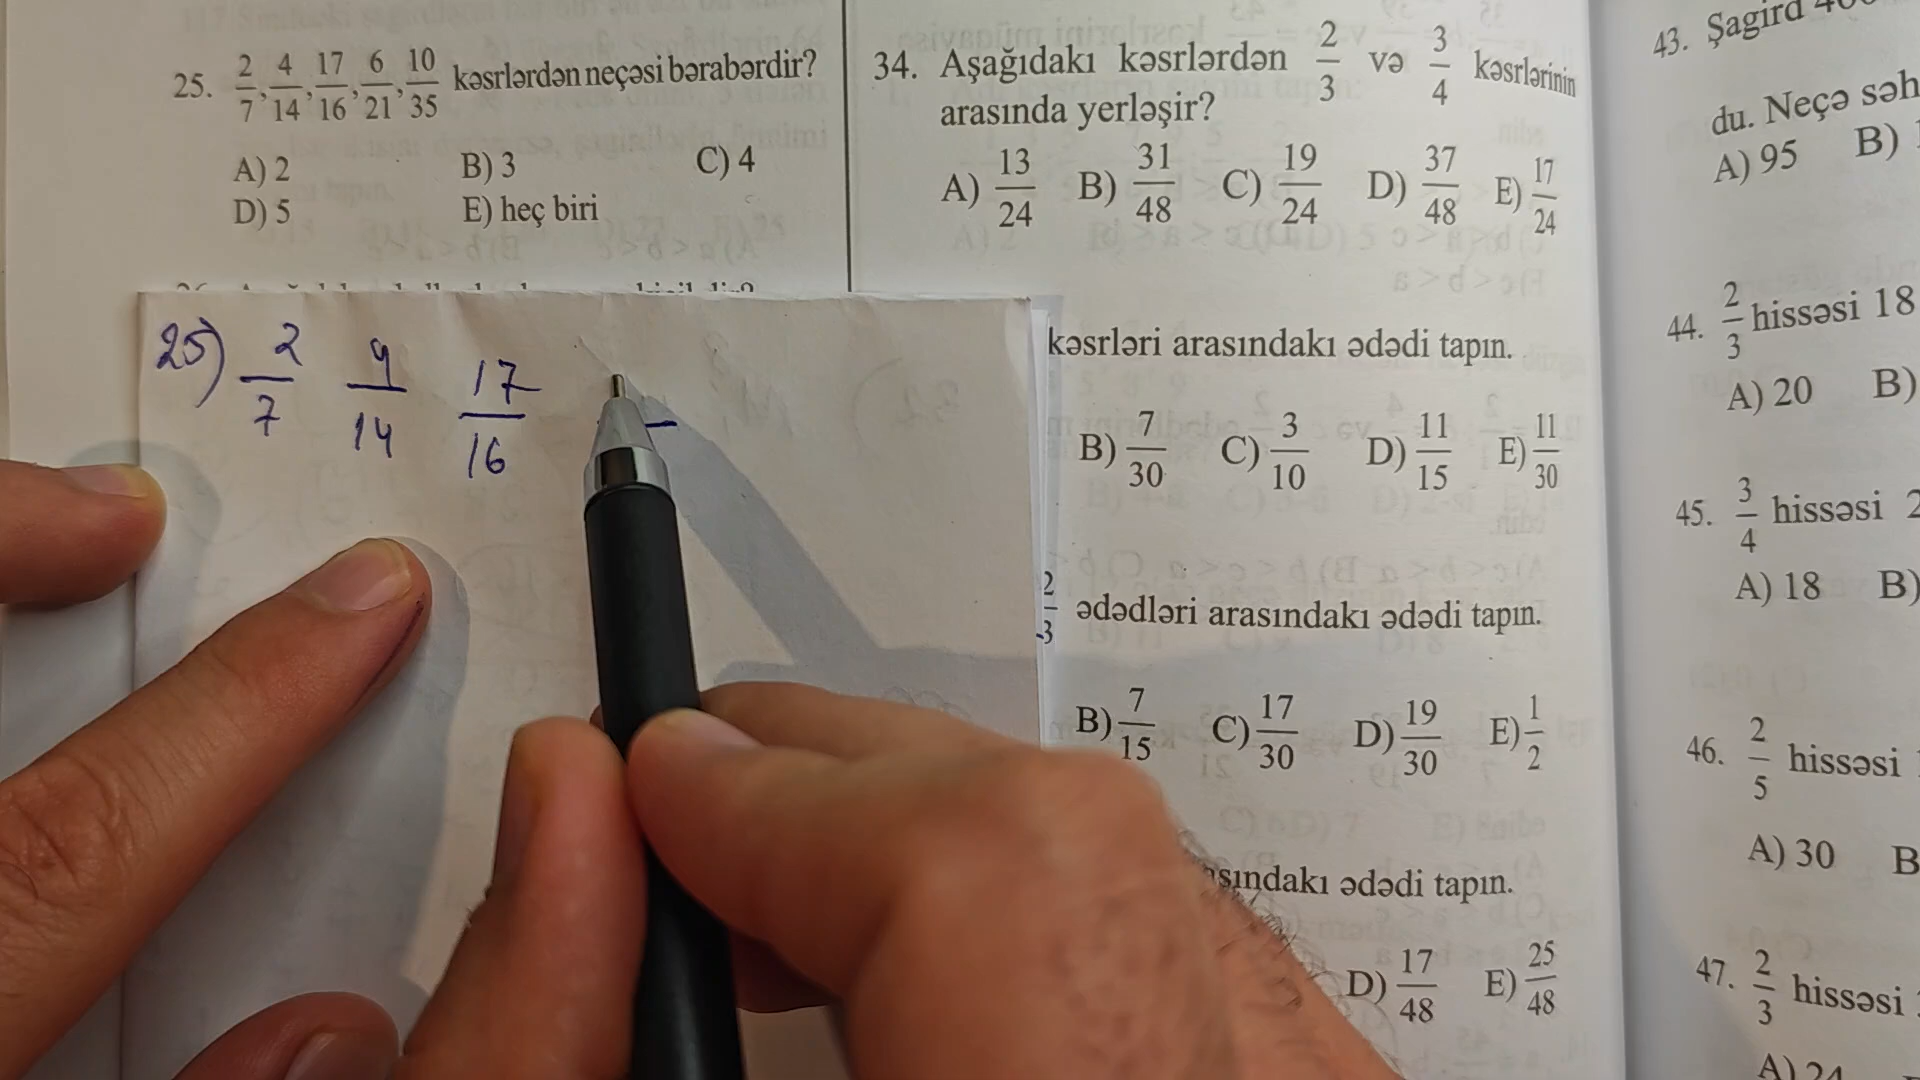 25. 2/7, 4/14, 17/16, 6/21, 10/35 kəsrlərdən neçəsi bərabərdir?
A) 2 B) 3 C) 4
D) 5 E) heç biri
25) 2/7 4/14 17/16
34. Aşağıdakı kəsrlərdən 2/3 və 3/4 kəsrlərinin
arasında yerləşir?
A) 13/24 B) 31/48 C) 19/24 D) 37/48 E) 17/24
kəsrləri arasındakı ədədi tapın.
B) 7/30 C) 3/10 D) 11/15 E) 11/30
2/3 ədədləri arasındakı ədədi tapın.
B) 7/15 C) 17/30 D) 19/30 E) 1/2
sındakı ədədi tapın.
D) 17/48 E) 25/48
43. Şagird
du. Neçə səh
A) 95 B)
44. 2/3 hissəsi 18
A) 20 B)
45. 3/4 hissəsi 2
A) 18 B)
46. 2/5 hissəsi
A) 30 B
47. 2/3 hissəsi
A) 24